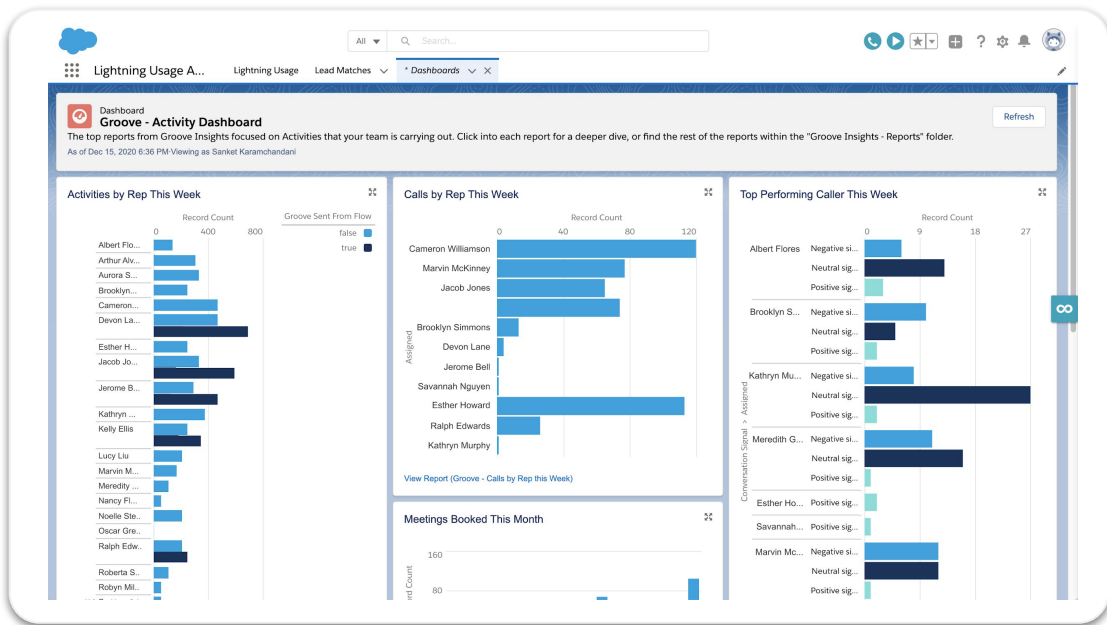 All
Search...
Lightning Usage A...
Lightning Usage
Lead Matches
* Dashboards
Dashboard
Groove - Activity Dashboard
The top reports from Groove Insights focused on Activities that your team is carrying out. Click into each report for a deeper dive, or find the rest of the reports within the "Groove Insights - Reports" folder.
As of Dec 15, 2020 6:36 PM·Viewing as Sanket Karamchandani
Refresh
Activities by Rep This Week
Record Count
Groove Sent From Flow
0 400 800
false
true
Albert Flo...
Arthur Alv...
Aurora S...
Brooklyn...
Cameron...
Devon La...
Esther H...
Jacob Jo...
Jerome B...
Kathryn ...
Kelly Ellis
Lucy Liu
Marvin M...
Meredity ...
Nancy Fl...
Noelle Ste...
Oscar Gre..
Ralph Edw..
Roberta S..
Robyn Mil..
Calls by Rep This Week
Record Count
0 40 80 120
Assigned
Cameron Williamson
Marvin McKinney
Jacob Jones
Brooklyn Simmons
Devon Lane
Jerome Bell
Savannah Nguyen
Esther Howard
Ralph Edwards
Kathryn Murphy
View Report (Groove - Calls by Rep this Week)
Meetings Booked This Month
160
80
Top Performing Caller This Week
Record Count
0 9 18 27
Conversation Signal > Assigned
Albert Flores Negative si...
Neutral sig...
Positive sig...
Brooklyn S... Negative si...
Neutral sig...
Positive sig...
Kathryn Mu... Negative si...
Neutral sig...
Positive sig...
Meredith G... Negative si...
Neutral sig...
Positive sig...
Esther Ho... Positive sig...
Savannah... Positive sig...
Marvin Mc... Negative si...
Neutral sig...
Positive sig...